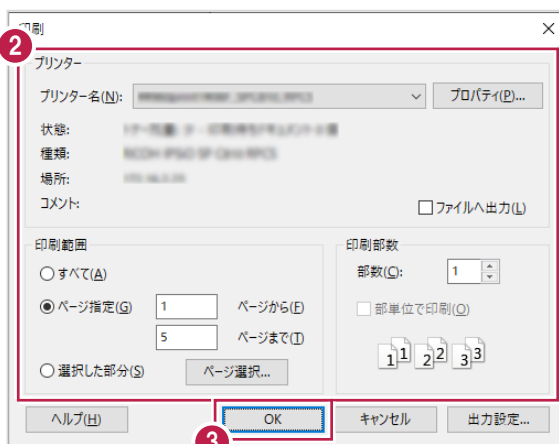 印刷
2
プリンター
プリンター名(N):
プロパティ(P)...
状態:
種類:
場所:
コメント:
ファイルへ出力(L)
印刷範囲
すべて(A)
ページ指定(G) 1 ページから(F)
5 ページまで(T)
選択した部分(S) ページ選択...
印刷部数
部数(C): 1
部単位で印刷(O)
1 1 2 2 3 3
ヘルプ(H) OK キャンセル 出力設定...
3